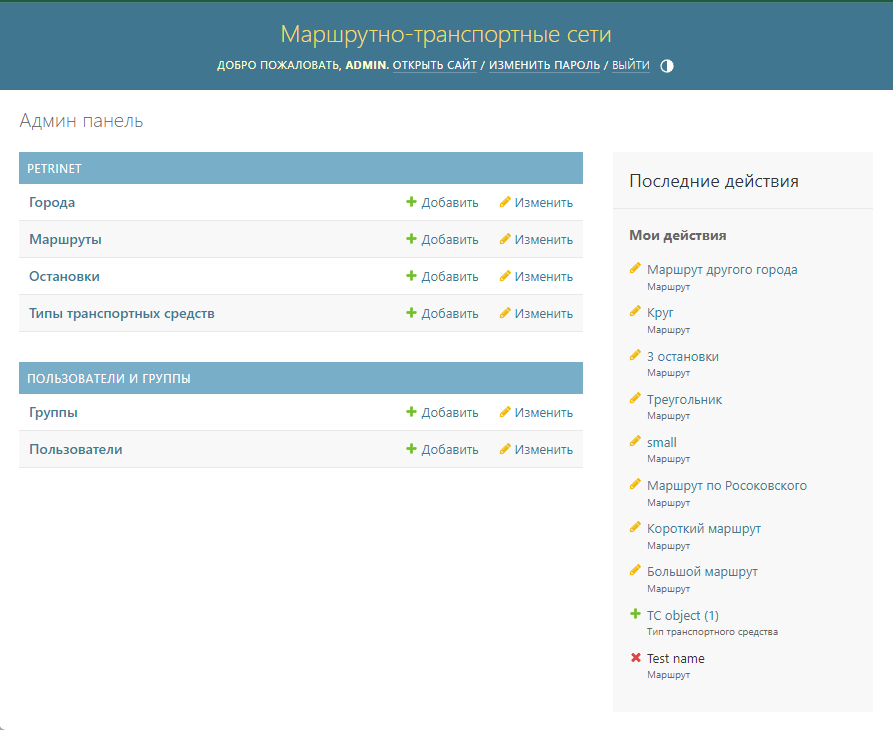 Маршрутно-транспортные сети
ДОБРО ПОЖАЛОВАТЬ, ADMIN. ОТКРЫТЬ САЙТ / ИЗМЕНИТЬ ПАРОЛЬ / ВЫЙТИ
Админ панель
PETRINET
Города Добавить Изменить
Маршруты Добавить Изменить
Остановки Добавить Изменить
Типы транспортных средств Добавить Изменить
ПОЛЬЗОВАТЕЛИ И ГРУППЫ
Группы Добавить Изменить
Пользователи Добавить Изменить
Последние действия
Мои действия
Маршрут другого города
Маршрут
Круг
Маршрут
3 остановки
Маршрут
Треугольник
Маршрут
small
Маршрут
Маршрут по Росоковского
Маршрут
Короткий маршрут
Маршрут
Большой маршрут
Маршрут
TC object (1)
Тип транспортного средства
Test name
Маршрут